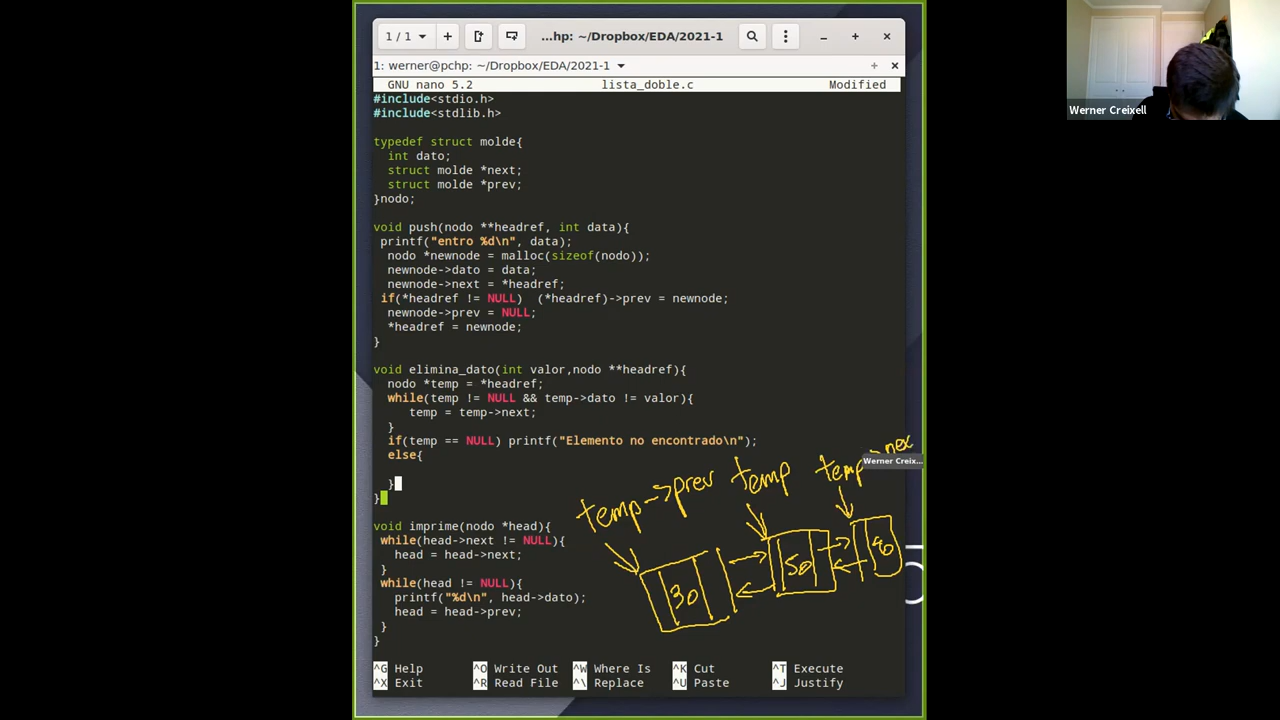 1 / 1
...hp: ~/Dropbox/EDA/2021-1
1: werner@pchp: ~/Dropbox/EDA/2021-1
GNU nano 5.2 lista_doble.c Modified
#include<stdio.h>
#include<stdlib.h>
typedef struct molde{
int dato;
struct molde *next;
struct molde *prev;
}nodo;
void push(nodo **headref, int data){
printf("entro %d\n", data);
nodo *newnode = malloc(sizeof(nodo));
newnode->dato = data;
newnode->next = *headref;
if(*headref != NULL)  (*headref)->prev = newnode;
newnode->prev = NULL;
*headref = newnode;
}
void elimina_dato(int valor,nodo **headref){
nodo *temp = *headref;
while(temp != NULL && temp->dato != valor){
temp = temp->next;
}
if(temp == NULL) printf("Elemento no encontrado\n");
else{
}
}
void imprime(nodo *head){
while(head->next != NULL){
head = head->next;
}
while(head != NULL){
printf("%d\n", head->dato);
head = head->prev;
}
}
temp->prev temp temp
30 50
^G Help ^O Write Out ^W Where Is ^K Cut ^T Execute
^X Exit ^R Read File ^\ Replace ^U Paste ^J Justify
Werner Creixell
Werner Creix...